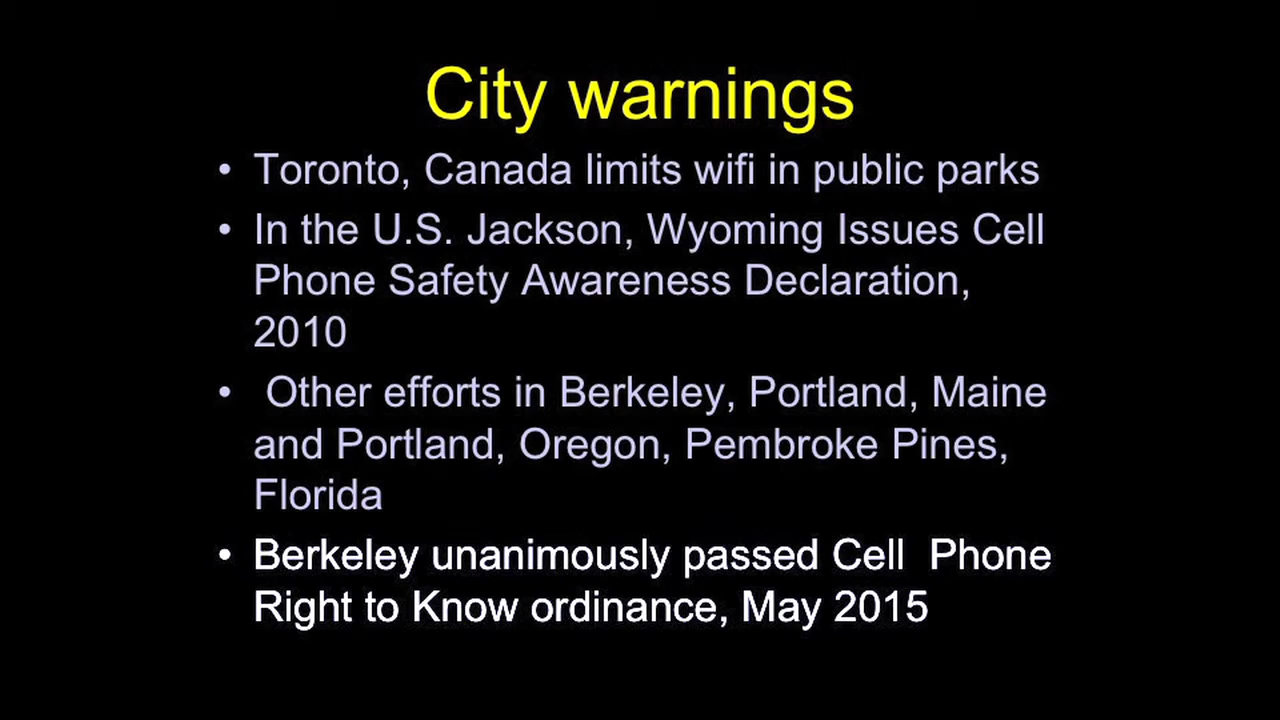 City warnings
• Toronto, Canada limits wifi in public parks
• In the U.S. Jackson, Wyoming Issues Cell
Phone Safety Awareness Declaration,
2010
• Other efforts in Berkeley, Portland, Maine
and Portland, Oregon, Pembroke Pines,
Florida
• Berkeley unanimously passed Cell  Phone
Right to Know ordinance, May 2015